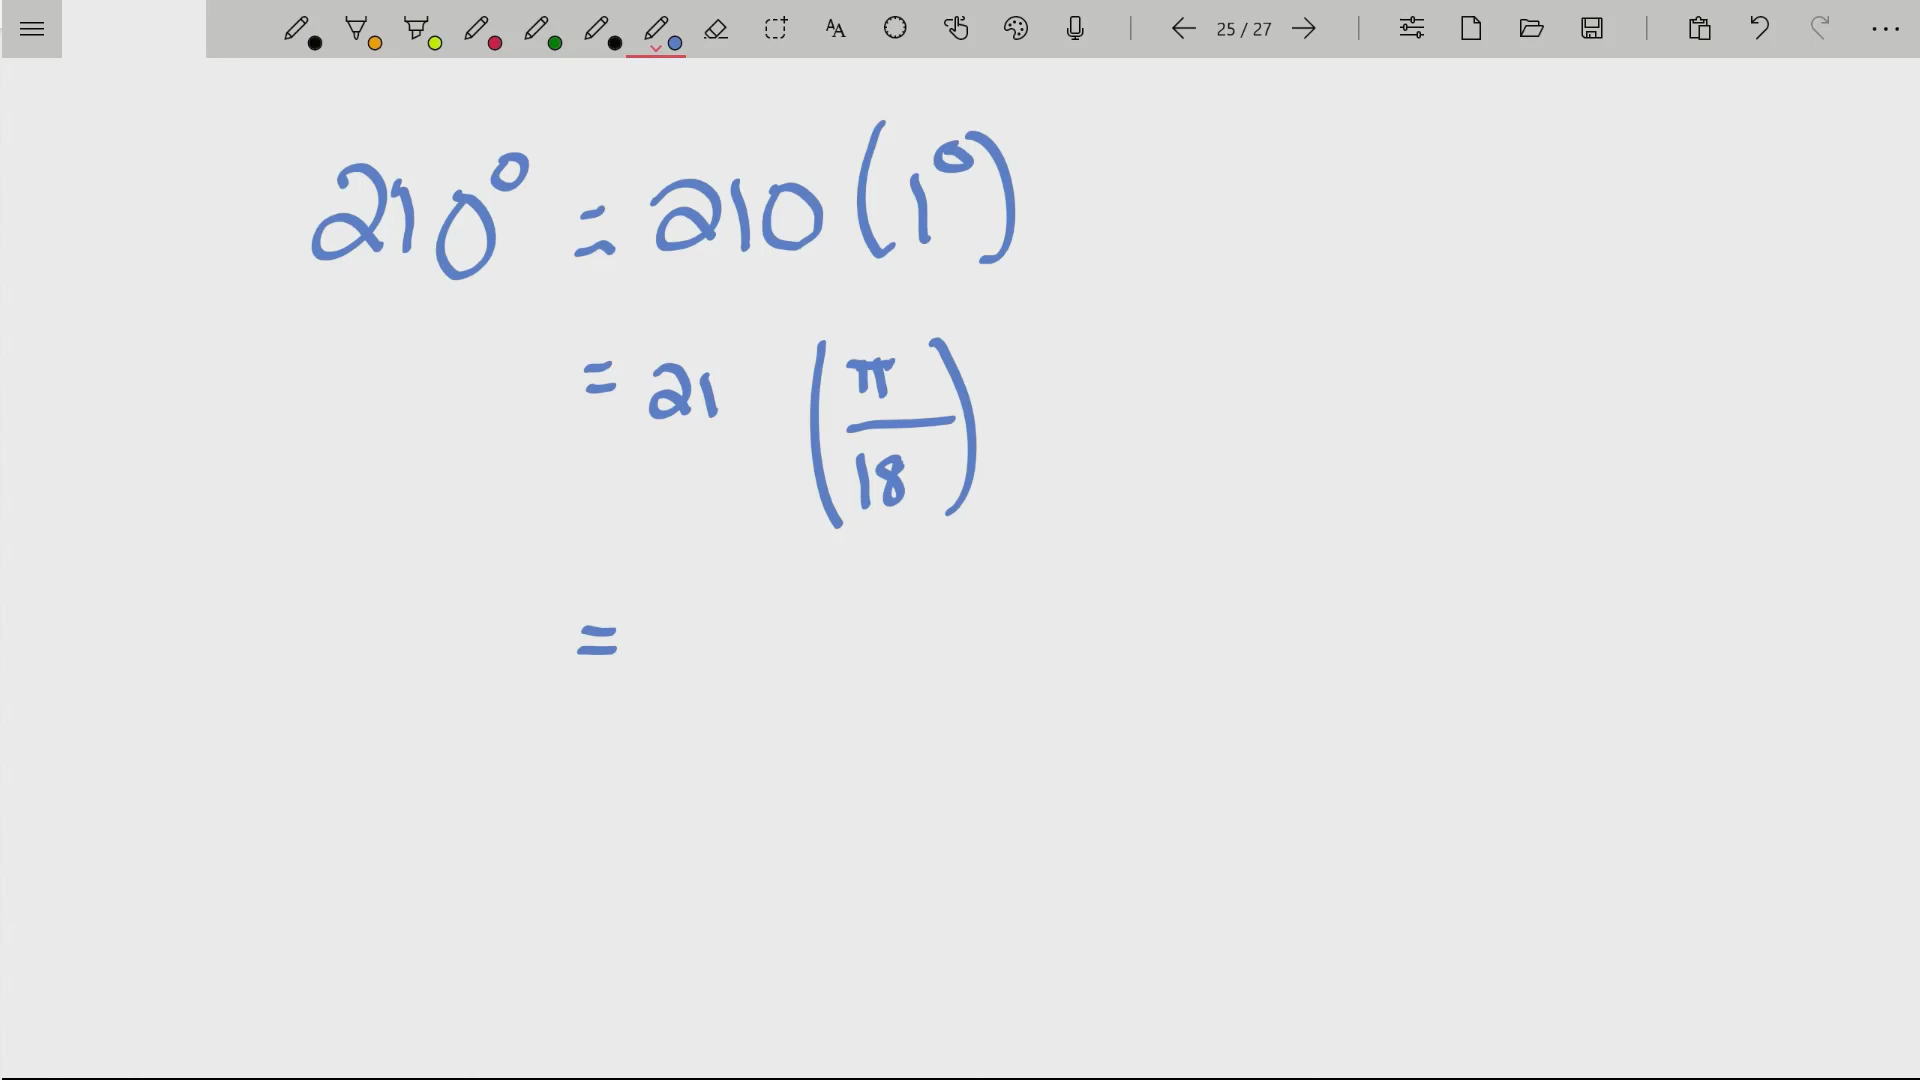 25 / 27
210° = 210 (1°)
= 21 (π/18)
=